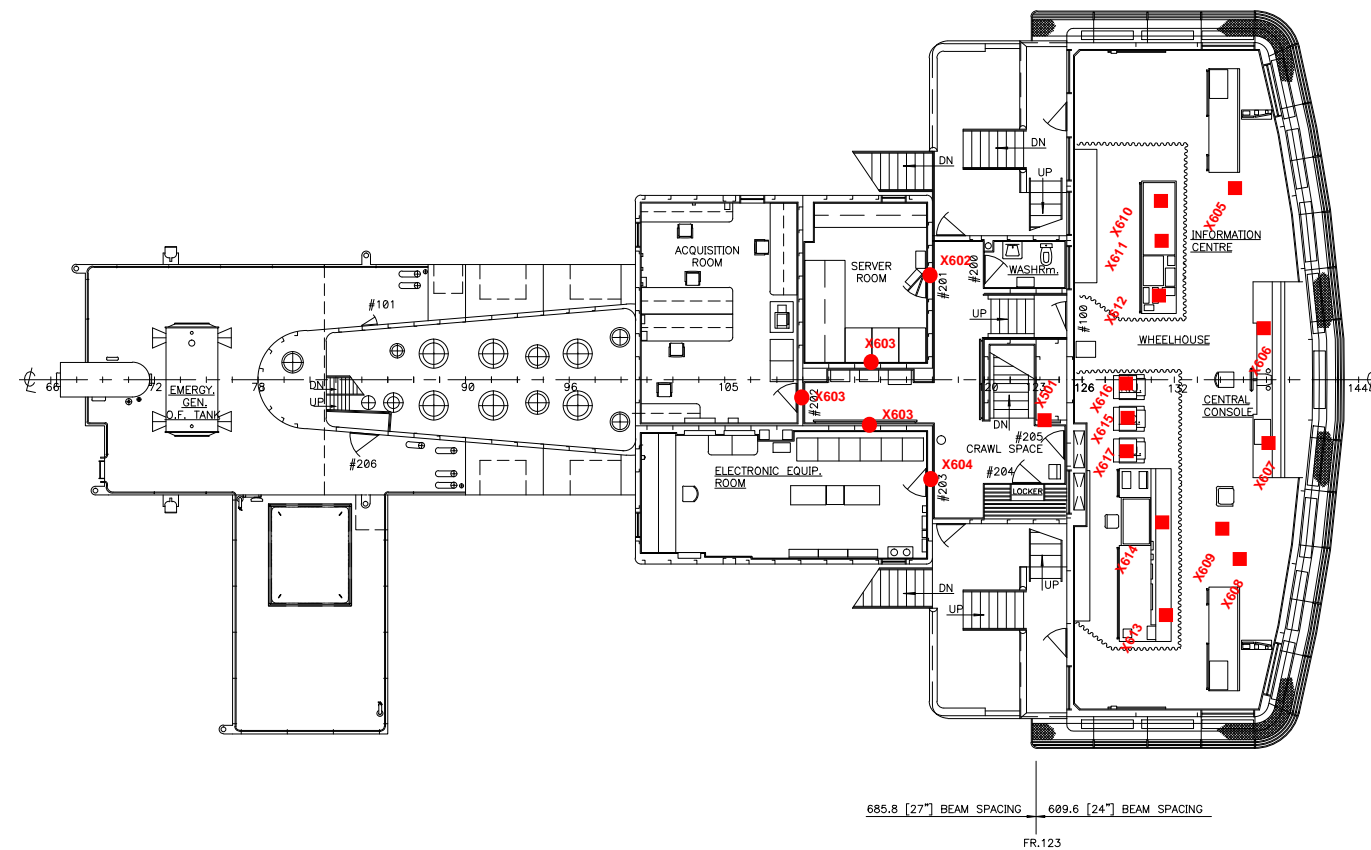 DN
DN
UP
X610
X605
X611
INFORMATION
CENTRE
ACQUISITION
ROOM
SERVER
ROOM
X602
#201
#200
WASHRm.
X612
#100
#101
UP
WHEELHOUSE
X603
X606
66
72
78
90
96
105
120
123
126
132
144
EMERGY.
GEN.
O.F. TANK
DN
UP
X603
#202
X501
X616
CENTRAL
CONSOLE
X603
DN
#205
X615
#206
CRAWL SPACE
X604
#203
#204
X617
X607
ELECTRONIC EQUIP.
ROOM
LOCKER
X614
X609
X608
DN
UP
UP
X613
685.8 [27"] BEAM SPACING
609.6 [24"] BEAM SPACING
FR.123